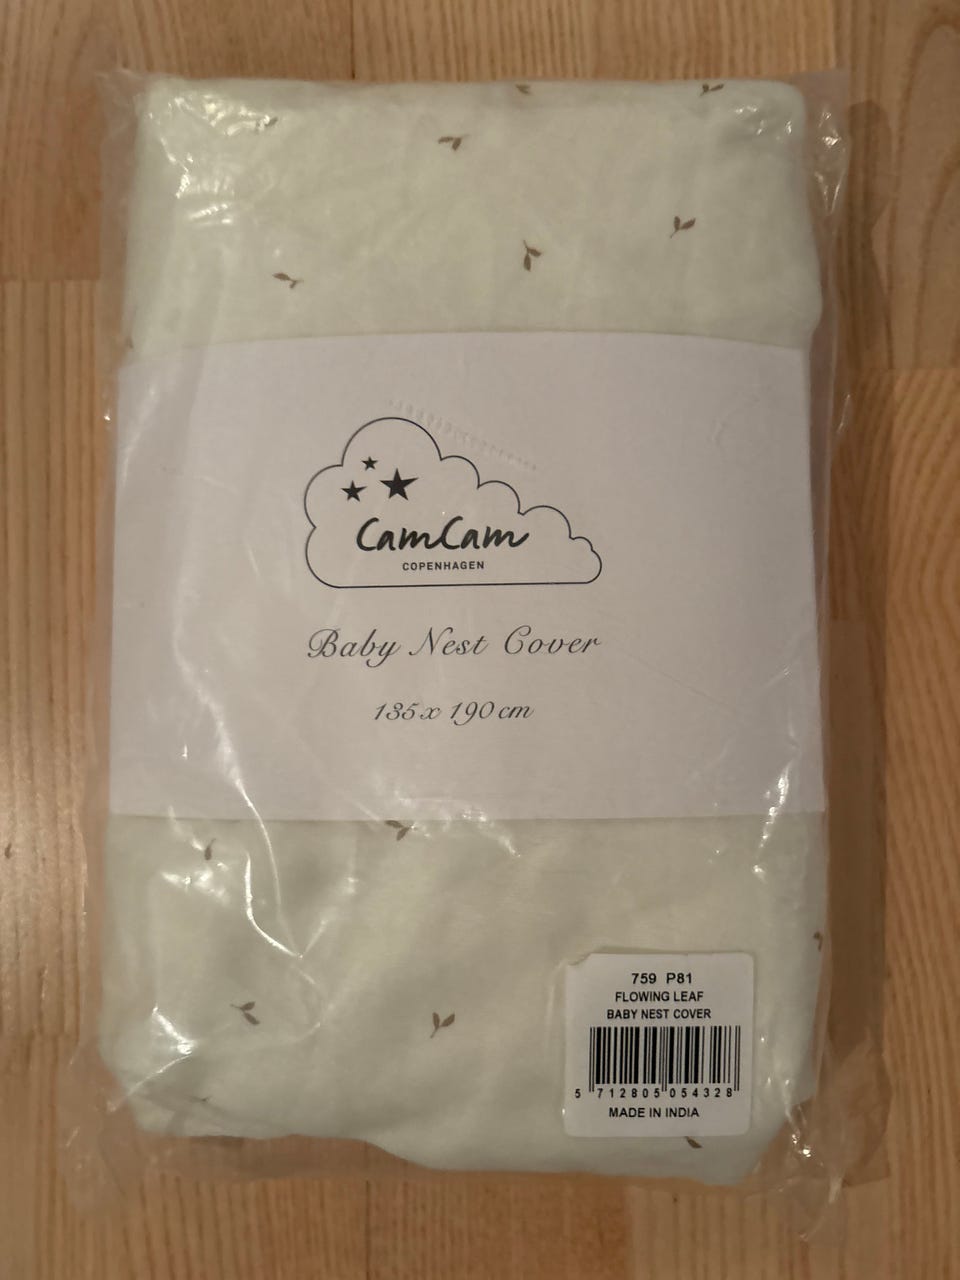 CamCam
COPENHAGEN
Baby Nest Cover
135 x 190 cm
759 P81
FLOWING LEAF
BABY NEST COVER
5 712805 054328
MADE IN INDIA